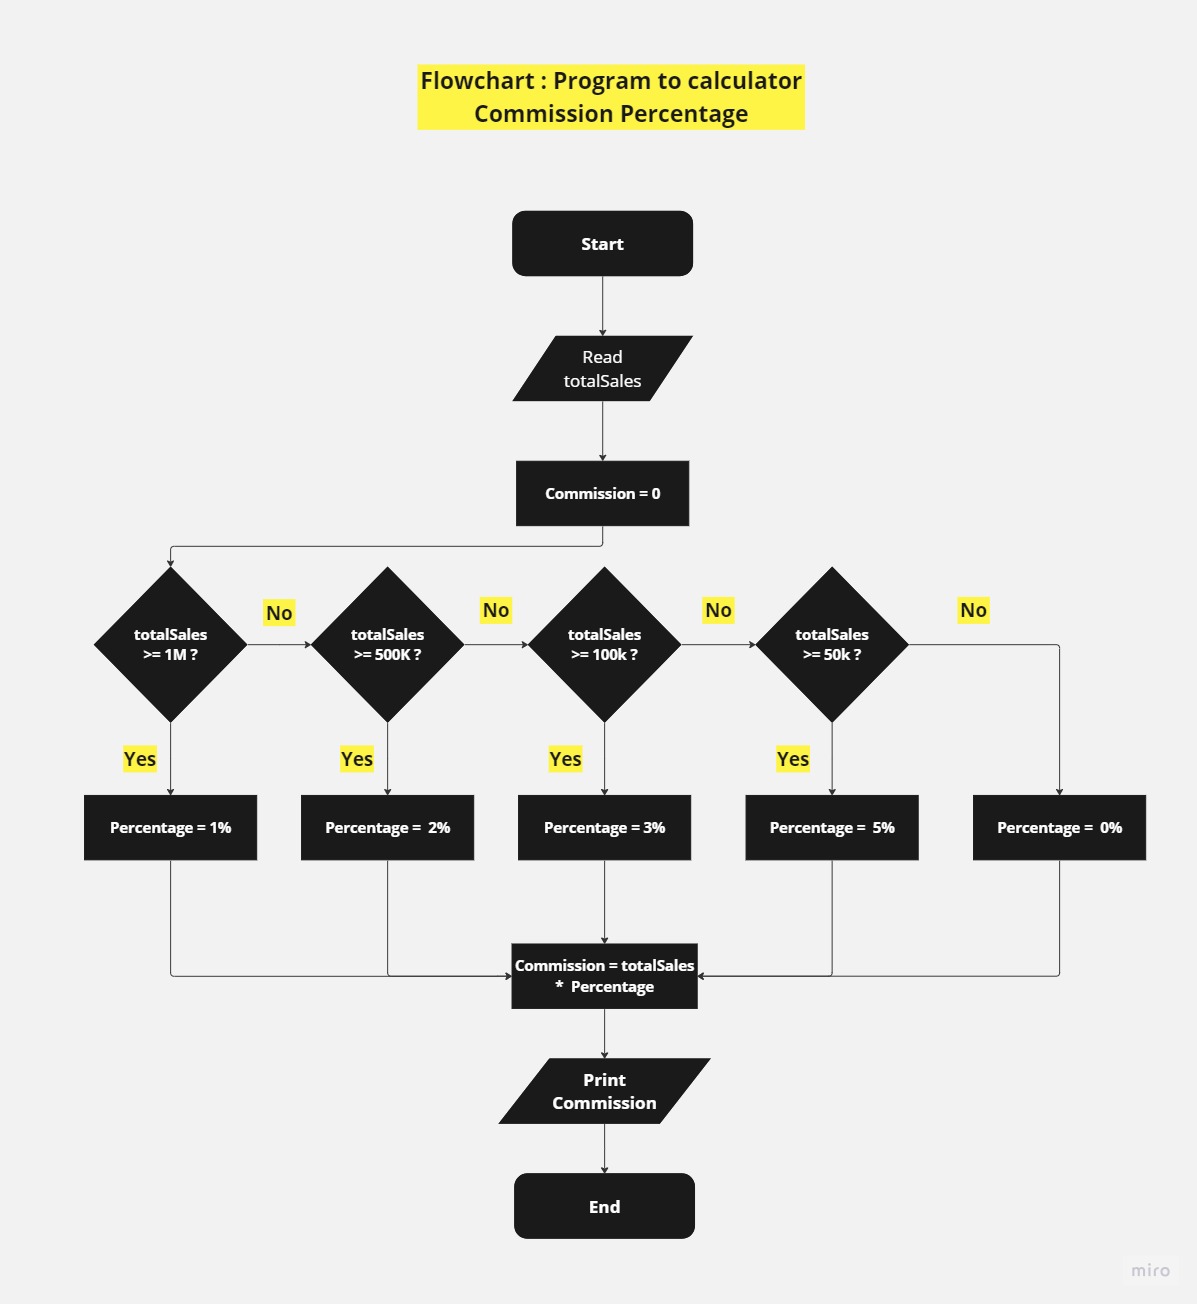 Flowchart : Program to calculator
Commission Percentage
Start
Read
totalSales
Commission = 0
totalSales
>= 1M ?
No
totalSales
>= 500K ?
No
totalSales
>= 100k ?
No
totalSales
>= 50k ?
No
Yes
Yes
Yes
Yes
Percentage = 1%
Percentage = 2%
Percentage = 3%
Percentage = 5%
Percentage = 0%
Commission = totalSales
* Percentage
Print
Commission
End
miro